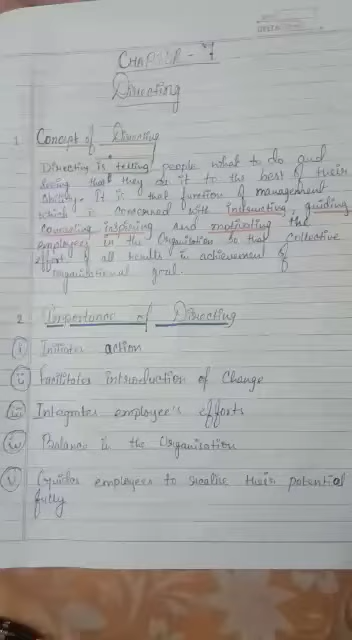 CHAPTER - 7
Directing
1. Concept of Directing
Directing is telling people what to do and
seeing that they do it to the best of their
ability. It is that function of management
which is concerned with instructing, guiding,
counseling, inspiring and motivating the
employees in the Organisation so that collective
effort of all results in achievement of
organisational goal.
2. Importance of Directing
(i) Initiates action
(ii) Facilitates introduction of Change
(iii) Integrates employee's efforts
(iv) Balance in the Organisation
(v) Guides employees to realise their potential
fully